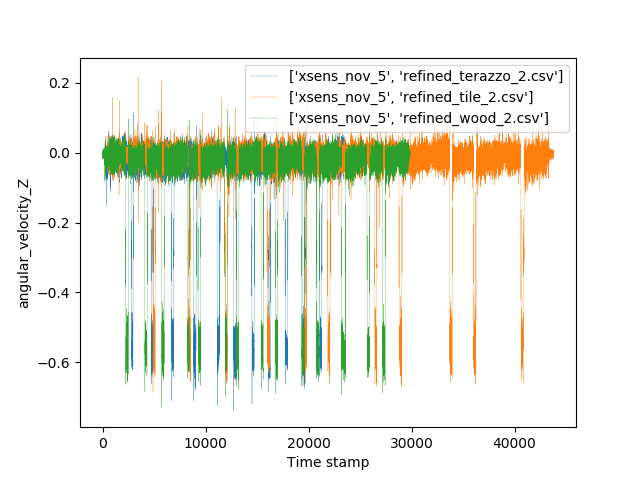 ['xsens_nov_5', 'refined_terazzo_2.csv']
['xsens_nov_5', 'refined_tile_2.csv']
['xsens_nov_5', 'refined_wood_2.csv']
0.2
0.0
−0.2
−0.4
−0.6
angular_velocity_Z
0 10000 20000 30000 40000
Time stamp